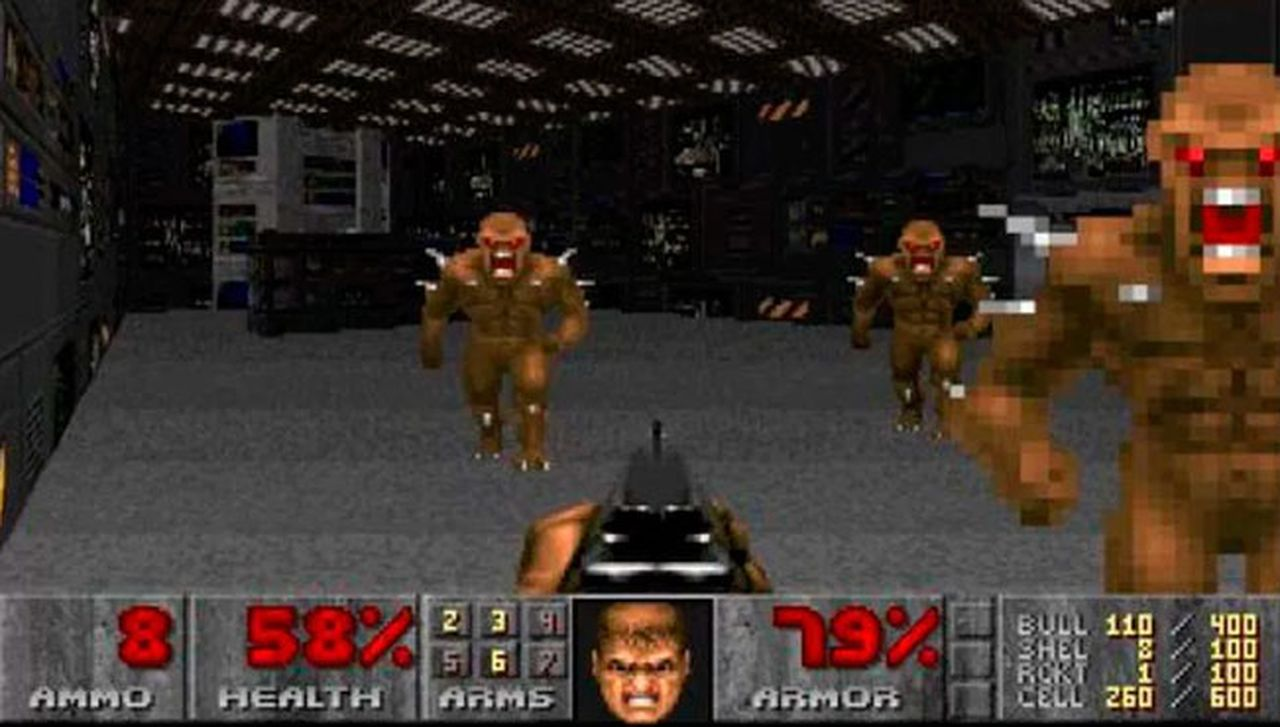 8 58% 2 3 4 79% BULL 110 / 400
5 6 7 SHEL 8 / 100
RCKT 1 / 100
AMMO HEALTH ARMS ARMOR CELL 260 / 600